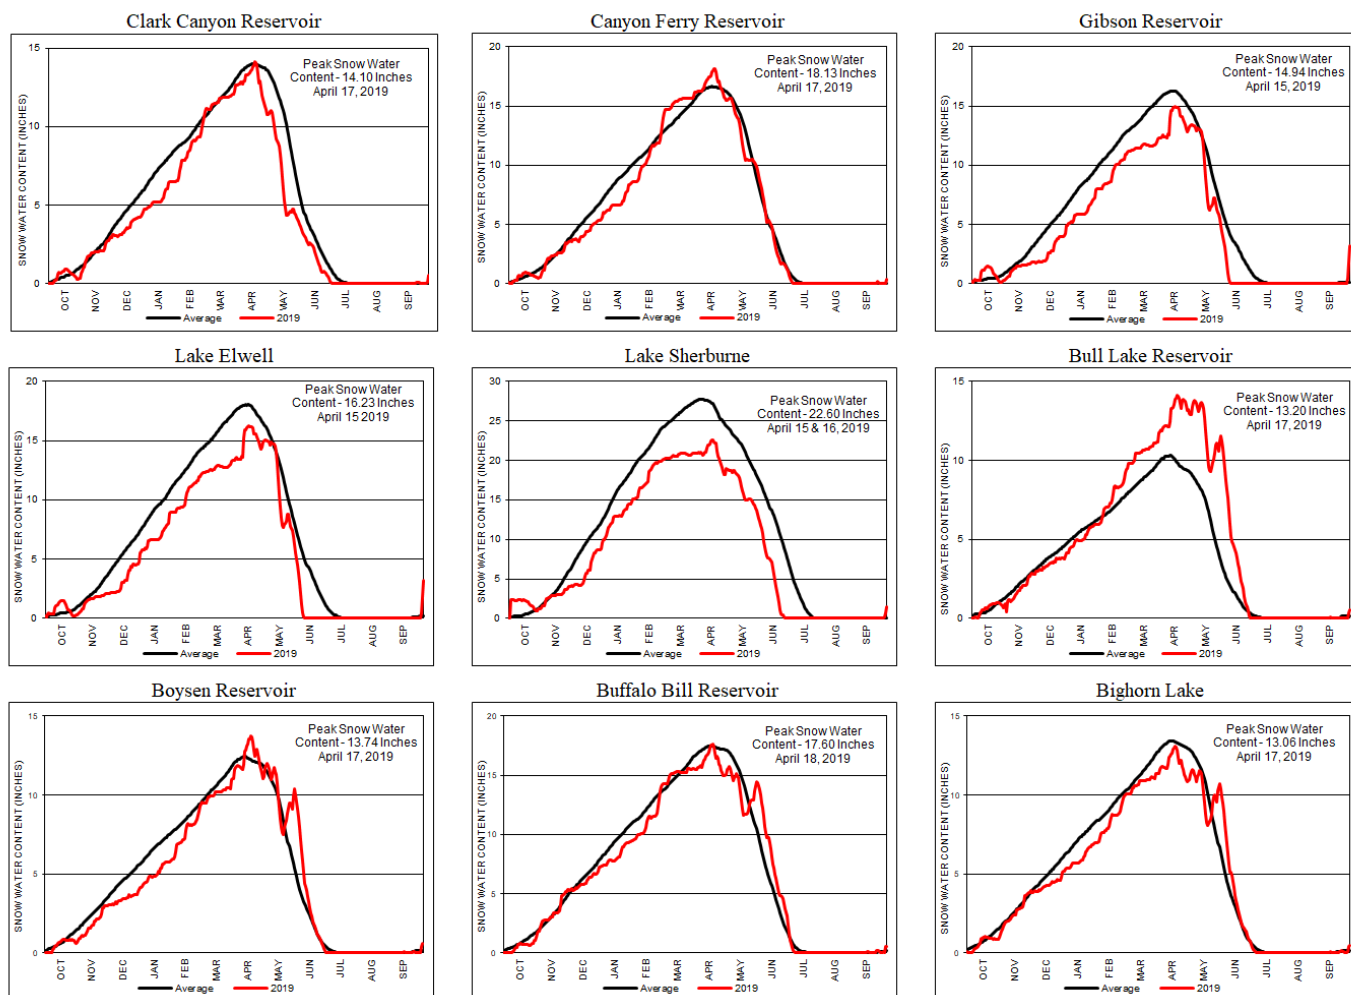 Clark Canyon Reservoir
SNOW WATER CONTENT (INCHES)
15
10
5
0
Peak Snow Water
Content - 14.10 Inches
April 17, 2019
OCT NOV DEC JAN FEB MAR APR MAY JUN JUL AUG SEP
Average 2019
Canyon Ferry Reservoir
SNOW WATER CONTENT (INCHES)
20
15
10
5
0
Peak Snow Water
Content - 18.13 Inches
April 17, 2019
OCT NOV DEC JAN FEB MAR APR MAY JUN JUL AUG SEP
Average 2019
Gibson Reservoir
SNOW WATER CONTENT (INCHES)
20
15
10
5
0
Peak Snow Water
Content - 14.94 Inches
April 15, 2019
OCT NOV DEC JAN FEB MAR APR MAY JUN JUL AUG SEP
Average 2019
Lake Elwell
SNOW WATER CONTENT (INCHES)
20
15
10
5
0
Peak Snow Water
Content - 16.23 Inches
April 15 2019
OCT NOV DEC JAN FEB MAR APR MAY JUN JUL AUG SEP
Average 2019
Lake Sherburne
SNOW WATER CONTENT (INCHES)
30
25
20
15
10
5
0
Peak Snow Water
Content - 22.60 Inches
April 15 & 16, 2019
OCT NOV DEC JAN FEB MAR APR MAY JUN JUL AUG SEP
Average 2019
Bull Lake Reservoir
SNOW WATER CONTENT (INCHES)
15
10
5
0
Peak Snow Water
Content - 13.20 Inches
April 17, 2019
OCT NOV DEC JAN FEB MAR APR MAY JUN JUL AUG SEP
Average 2019
Boysen Reservoir
SNOW WATER CONTENT (INCHES)
15
10
5
0
Peak Snow Water
Content - 13.74 Inches
April 17, 2019
OCT NOV DEC JAN FEB MAR APR MAY JUN JUL AUG SEP
Average 2019
Buffalo Bill Reservoir
SNOW WATER CONTENT (INCHES)
20
15
10
5
0
Peak Snow Water
Content - 17.60 Inches
April 18, 2019
OCT NOV DEC JAN FEB MAR APR MAY JUN JUL AUG SEP
Average 2019
Bighorn Lake
SNOW WATER CONTENT (INCHES)
15
10
5
0
Peak Snow Water
Content - 13.06 Inches
April 17, 2019
OCT NOV DEC JAN FEB MAR APR MAY JUN JUL AUG SEP
Average 2019